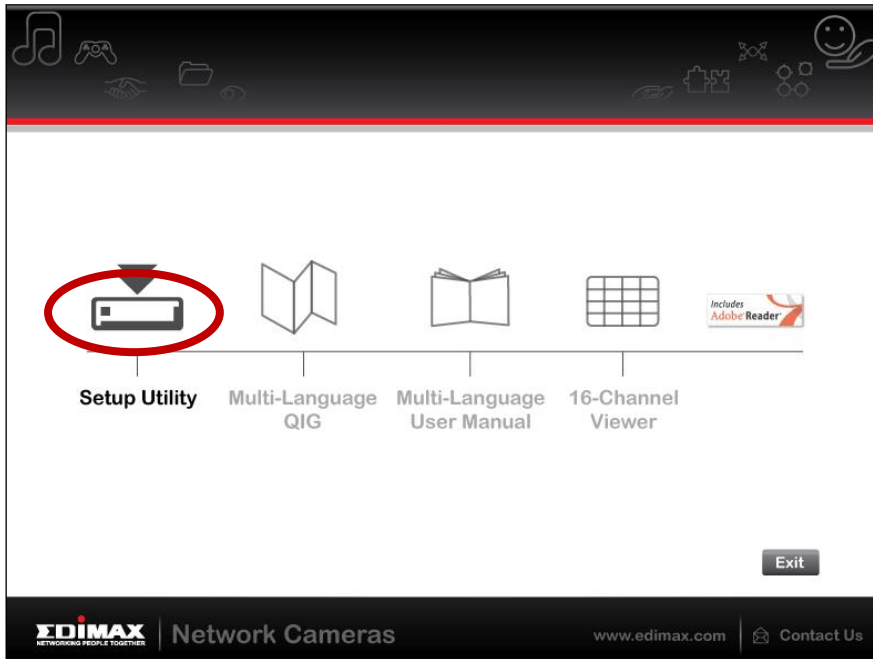 Includes
Adobe® Reader®
Setup Utility
Multi-Language
QIG
Multi-Language
User Manual
16-Channel
Viewer
Exit
EDIMAX
NETWORKING PEOPLE TOGETHER
Network Cameras
www.edimax.com
Contact Us